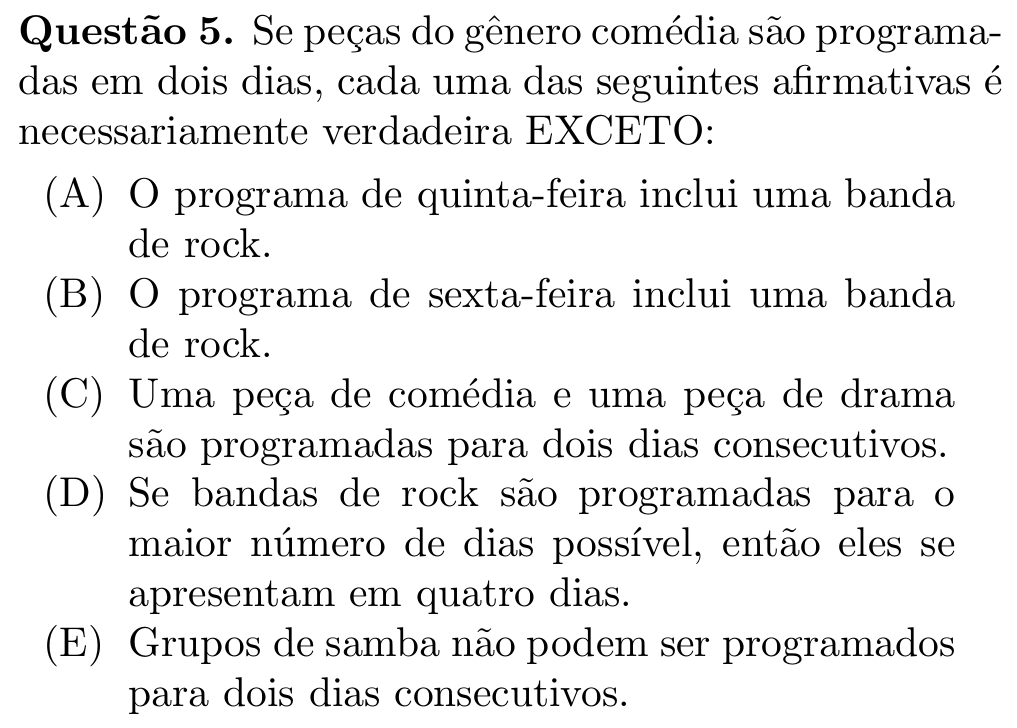 Questão 5. Se peças do gênero comédia são programa-
das em dois dias, cada uma das seguintes afirmativas é
necessariamente verdadeira EXCETO:
(A) O programa de quinta-feira inclui uma banda
de rock.
(B) O programa de sexta-feira inclui uma banda
de rock.
(C) Uma peça de comédia e uma peça de drama
são programadas para dois dias consecutivos.
(D) Se bandas de rock são programadas para o
maior número de dias possível, então eles se
apresentam em quatro dias.
(E) Grupos de samba não podem ser programados
para dois dias consecutivos.